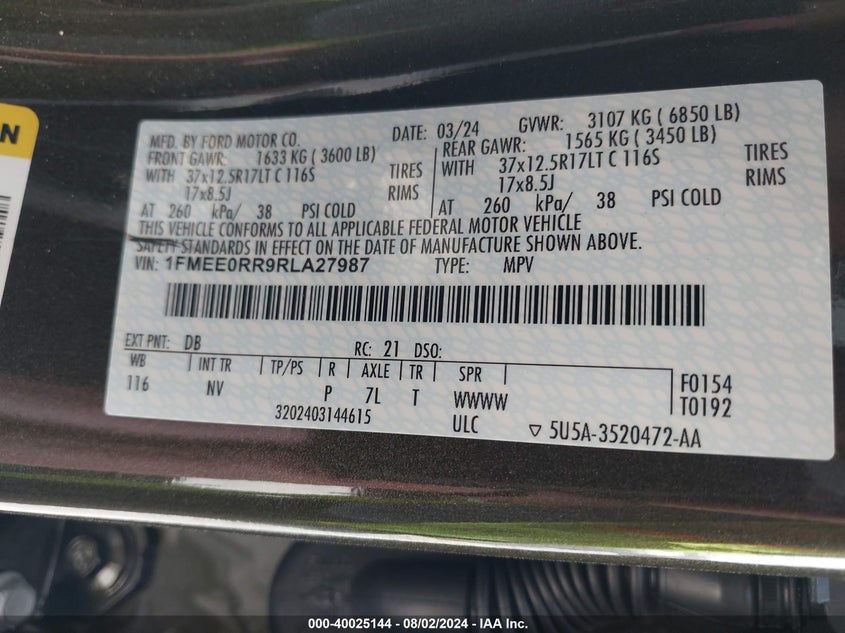 N
MFD. BY FORD MOTOR CO. DATE: 03/24 GVWR: 3107 KG ( 6850 LB)
FRONT GAWR: 1633 KG ( 3600 LB) REAR GAWR: 1565 KG ( 3450 LB)
WITH 37x12.5R17LT C 116S TIRES WITH 37x12.5R17LT C 116S TIRES
17x8.5J RIMS 17x8.5J RIMS
AT 260 kPa/ 38 PSI COLD AT 260 kPa/ 38 PSI COLD
THIS VEHICLE CONFORMS TO ALL APPLICABLE FEDERAL MOTOR VEHICLE
SAFETY STANDARDS IN EFFECT ON THE DATE OF MANUFACTURE SHOWN ABOVE.
VIN: 1FMEE0RR9RLA27987 TYPE: MPV
EXT PNT: DB RC: 21 DSO:
WB INT TR TP/PS R AXLE TR SPR
116 NV P 7L T WWWW
F0154
T0192
3202403144615 ULC ▽ 5U5A-3520472-AA
000-40025144 - 08/02/2024 - IAA Inc.